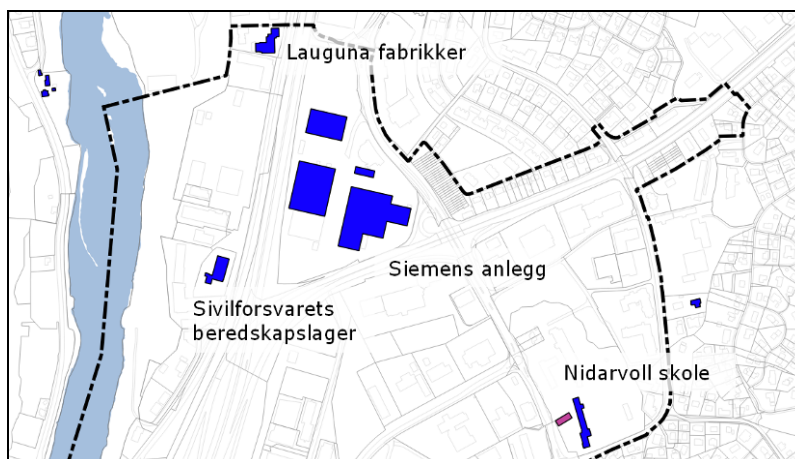 Lauguna fabrikker
Siemens anlegg
Sivilforsvarets
beredskapslager
Nidarvoll skole